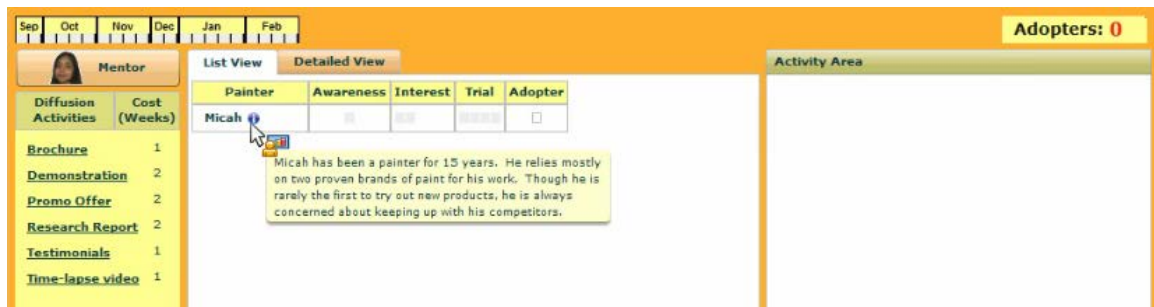 Sep Oct Nov Dec Jan Feb
Adopters: 0
Mentor
List View Detailed View
Activity Area
Diffusion Activities Cost (Weeks)
Painter Awareness Interest Trial Adopter
Micah
Brochure 1
Demonstration 2
Promo Offer 2
Research Report 2
Testimonials 1
Time-lapse video 1
Micah has been a painter for 15 years. He relies mostly
on two proven brands of paint for his work. Though he is
rarely the first to try out new products, he is always
concerned about keeping up with his competitors.